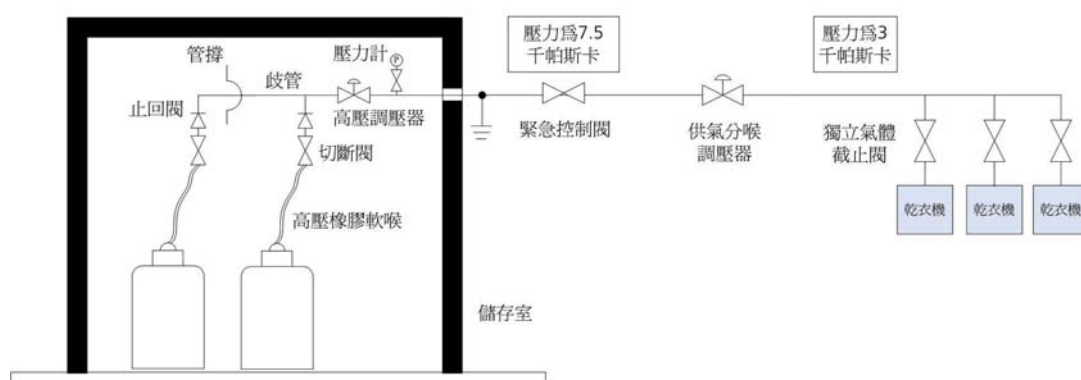 壓力爲7.5
千帕斯卡
壓力爲3
千帕斯卡
管撐
歧管
壓力計
P
止回閥
高壓調壓器
緊急控制閥
供氣分喉
調壓器
獨立氣體
截止閥
切斷閥
乾衣機
乾衣機
乾衣機
高壓橡膠軟喉
儲存室